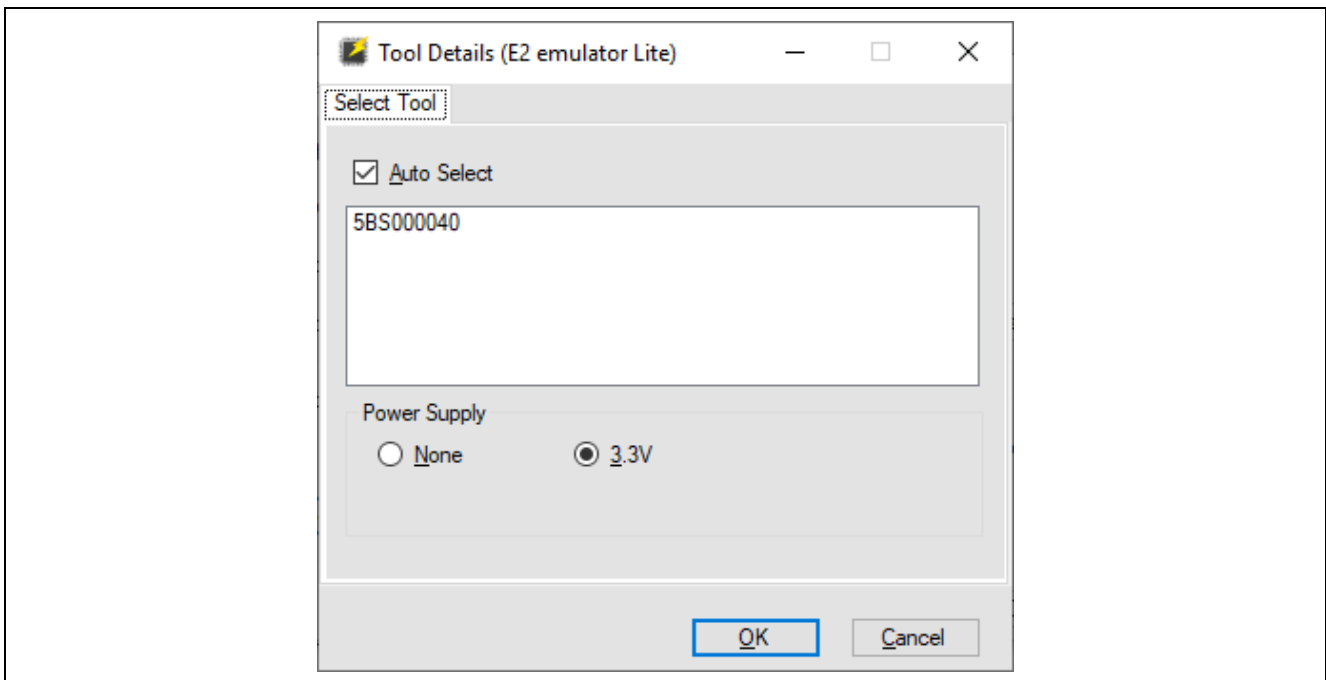 Tool Details (E2 emulator Lite)
Select Tool
Auto Select
5BS000040
Power Supply
None 3.3V
OK Cancel